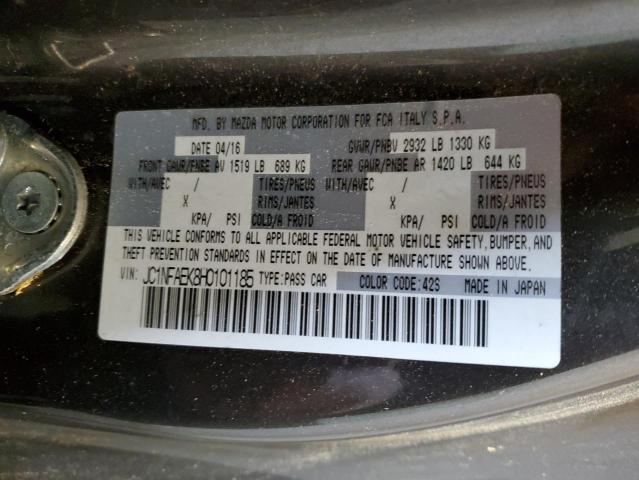 MFD. BY MAZDA MOTOR CORPORATION FOR FCA ITALY S.P.A.
DATE 04/16 GVWR/PNBV 2932 LB 1330 KG
FRONT GAWR/PNBE AV 1519 LB 689 KG REAR GAWR/PNBE AR 1420 LB 644 KG
WITH/AVEC / TIRES/PNEUS WITH/AVEC / TIRES/PNEUS
X RIMS/JANTES X RIMS/JANTES
KPA/ PSI COLD/A FROID KPA/ PSI COLD/A FROID
THIS VEHICLE CONFORMS TO ALL APPLICABLE FEDERAL MOTOR VEHICLE SAFETY, BUMPER, AND
THEFT PREVENTION STANDARDS IN EFFECT ON THE DATE OF MANUFACTURE SHOWN ABOVE.
VIN: JC1NFAEK8H0101185 TYPE:PASS CAR COLOR CODE:42S MADE IN JAPAN